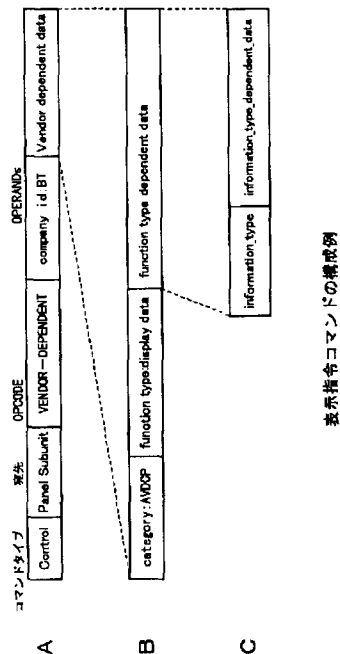 コマンドタイプ 宛先 OPCODE OPERANDs
A Control Panel Subunit VENDOR-DEPENDENT company id:BT Vendor dependent data
B category:AVDCP function type:display data function type dependent data
C information_type information_type_dependent_data
表示指令コマンドの構成例